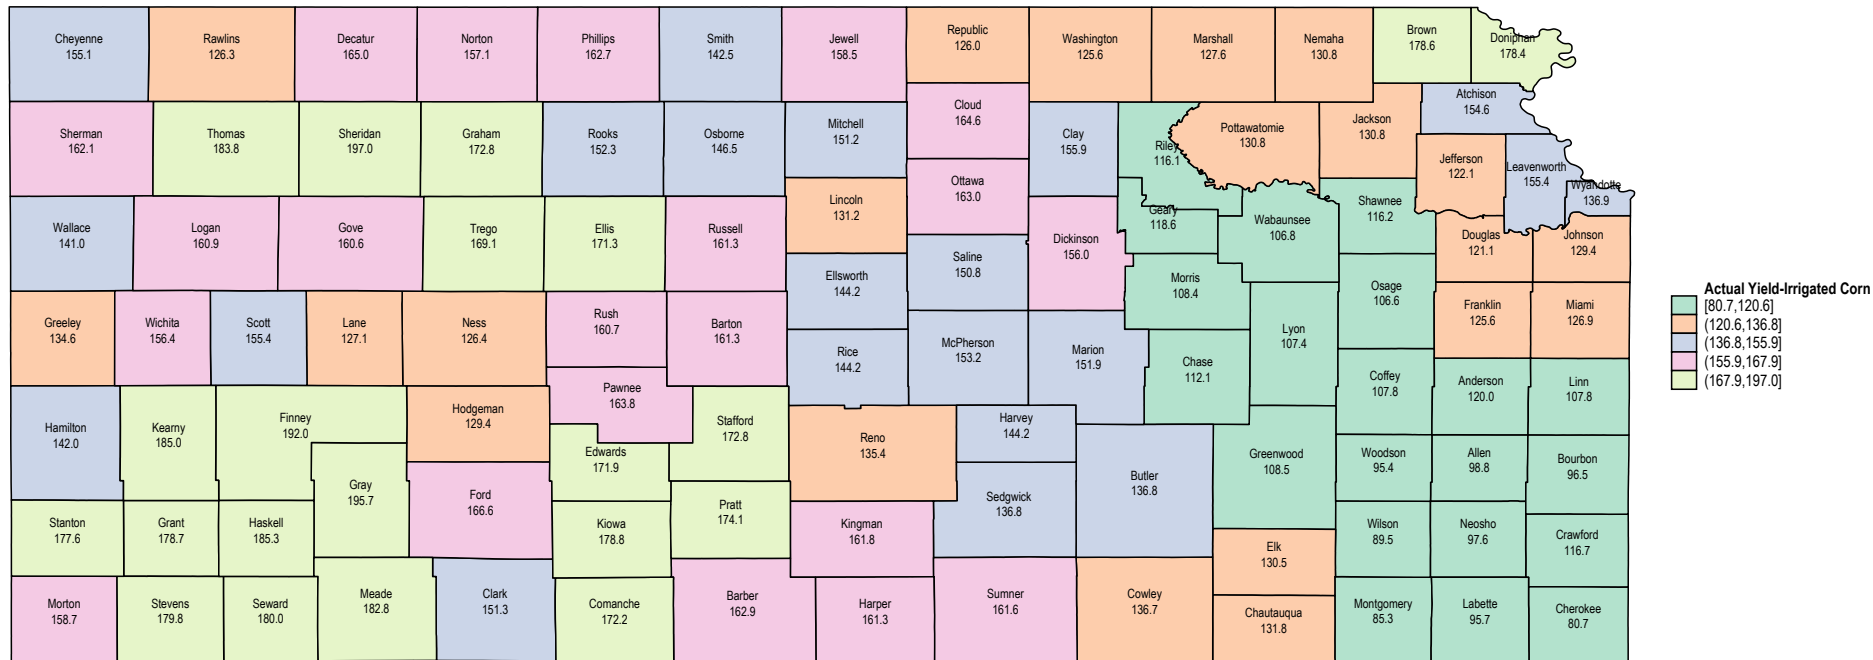 Cheyenne
155.1
Rawlins
126.3
Decatur
165.0
Norton
157.1
Phillips
162.7
Smith
142.5
Jewell
158.5
Republic
126.0
Washington
125.6
Marshall
127.6
Nemaha
130.8
Brown
178.6
Doniphan
178.4
Atchison
154.6
Sherman
162.1
Thomas
183.8
Sheridan
197.0
Graham
172.8
Rooks
152.3
Osborne
146.5
Mitchell
151.2
Cloud
164.6
Clay
155.9
Riley
116.1
Pottawatomie
130.8
Jackson
130.8
Jefferson
122.1
Leavenworth
155.4
Wyandotte
136.9
Wallace
141.0
Logan
160.9
Gove
160.6
Trego
169.1
Ellis
171.3
Russell
161.3
Lincoln
131.2
Ottawa
163.0
Dickinson
156.0
Geary
118.6
Wabaunsee
106.8
Shawnee
116.2
Douglas
121.1
Johnson
129.4
Ellsworth
144.2
Saline
150.8
Morris
108.4
Osage
106.6
Franklin
125.6
Miami
126.9
Greeley
134.6
Wichita
156.4
Scott
155.4
Lane
127.1
Ness
126.4
Rush
160.7
Barton
161.3
Rice
144.2
McPherson
153.2
Marion
151.9
Chase
112.1
Lyon
107.4
Coffey
107.8
Anderson
120.0
Linn
107.8
Hamilton
142.0
Kearny
185.0
Finney
192.0
Hodgeman
129.4
Pawnee
163.8
Stafford
172.8
Edwards
171.9
Reno
135.4
Harvey
144.2
Butler
136.8
Greenwood
108.5
Woodson
95.4
Allen
98.8
Bourbon
96.5
Gray
195.7
Ford
166.6
Pratt
174.1
Sedgwick
136.8
Stanton
177.6
Grant
178.7
Haskell
185.3
Kiowa
178.8
Kingman
161.8
Wilson
89.5
Neosho
97.6
Crawford
116.7
Elk
130.5
Morton
158.7
Stevens
179.8
Seward
180.0
Meade
182.8
Clark
151.3
Comanche
172.2
Barber
162.9
Harper
161.3
Sumner
161.6
Cowley
136.7
Chautauqua
131.8
Montgomery
85.3
Labette
95.7
Cherokee
80.7
Actual Yield-Irrigated Corn
[80.7,120.6]
(120.6,136.8]
(136.8,155.9]
(155.9,167.9]
(167.9,197.0]